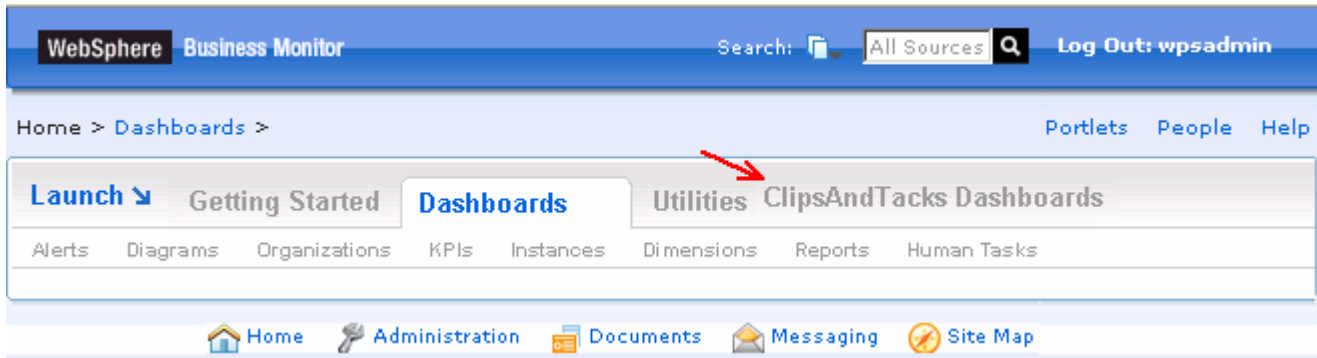 WebSphere Business Monitor Search: All Sources Log Out: wpsadmin
Home > Dashboards > Portlets People Help
Launch Getting Started Dashboards Utilities ClipsAndTacks Dashboards
Alerts Diagrams Organizations KPIs Instances Dimensions Reports Human Tasks
Home Administration Documents Messaging Site Map